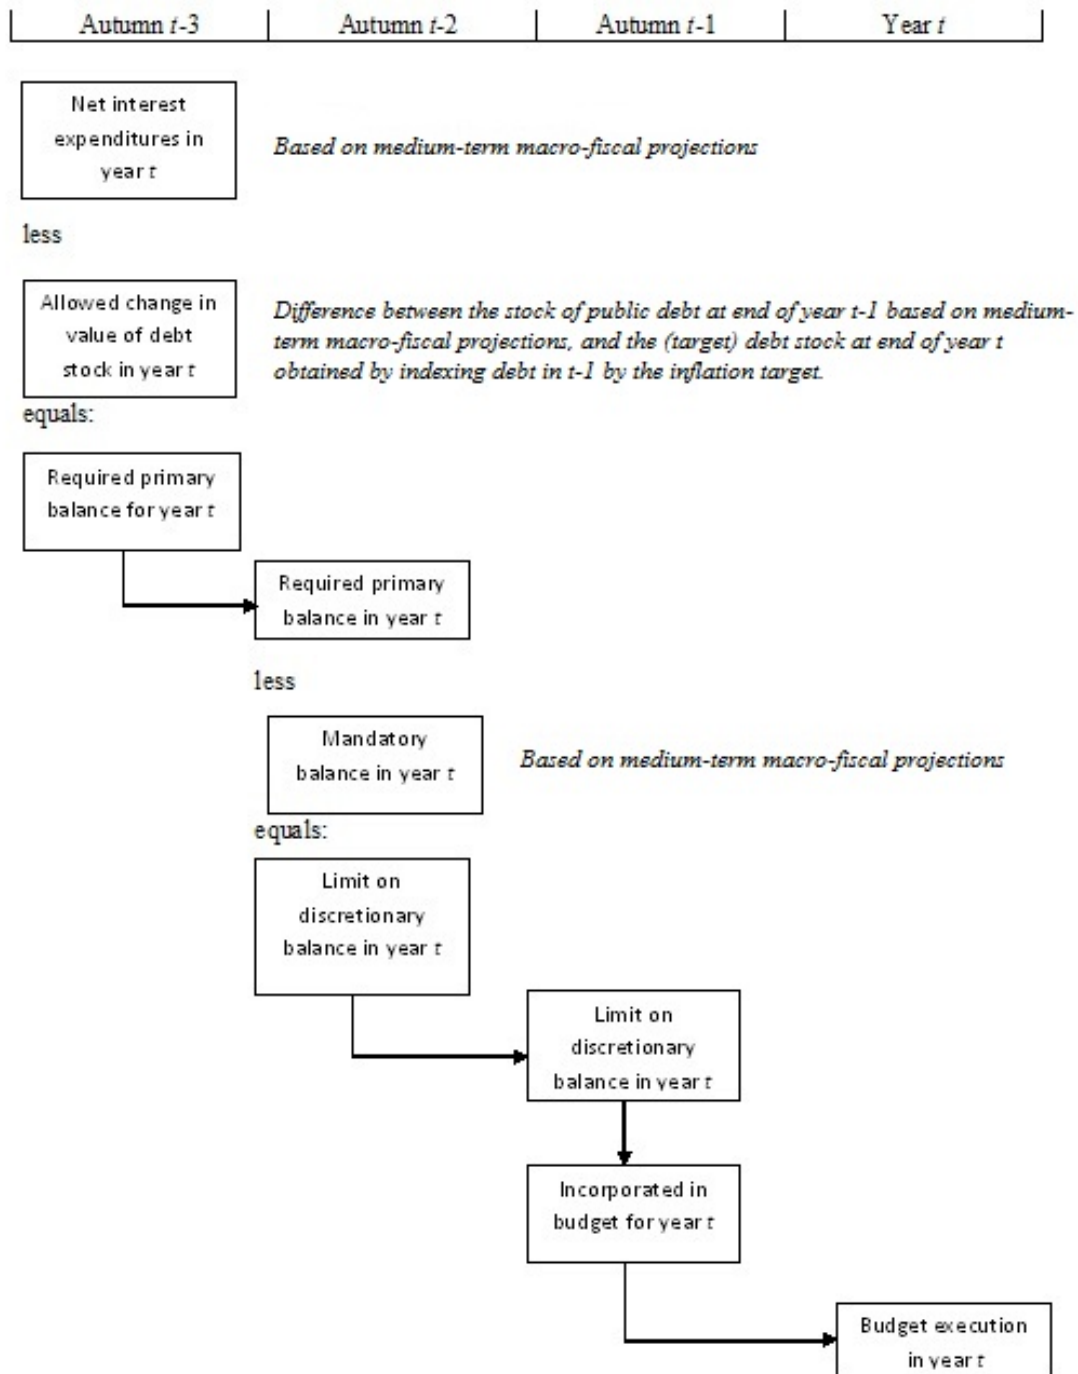 Autumn t-3 Autumn t-2 Autumn t-1 Year t
Net interest
expenditures in
year t
Based on medium-term macro-fiscal projections
less
Allowed change in
value of debt
stock in year t
Difference between the stock of public debt at end of year t-1 based on medium-
term macro-fiscal projections, and the (target) debt stock at end of year t
obtained by indexing debt in t-1 by the inflation target.
equals:
Required primary
balance for year t
Required primary
balance in year t
less
Mandatory
balance in year t
Based on medium-term macro-fiscal projections
equals:
Limit on
discretionary
balance in year t
Limit on
discretionary
balance in year t
Incorporated in
budget for year t
Budget execution
in year t